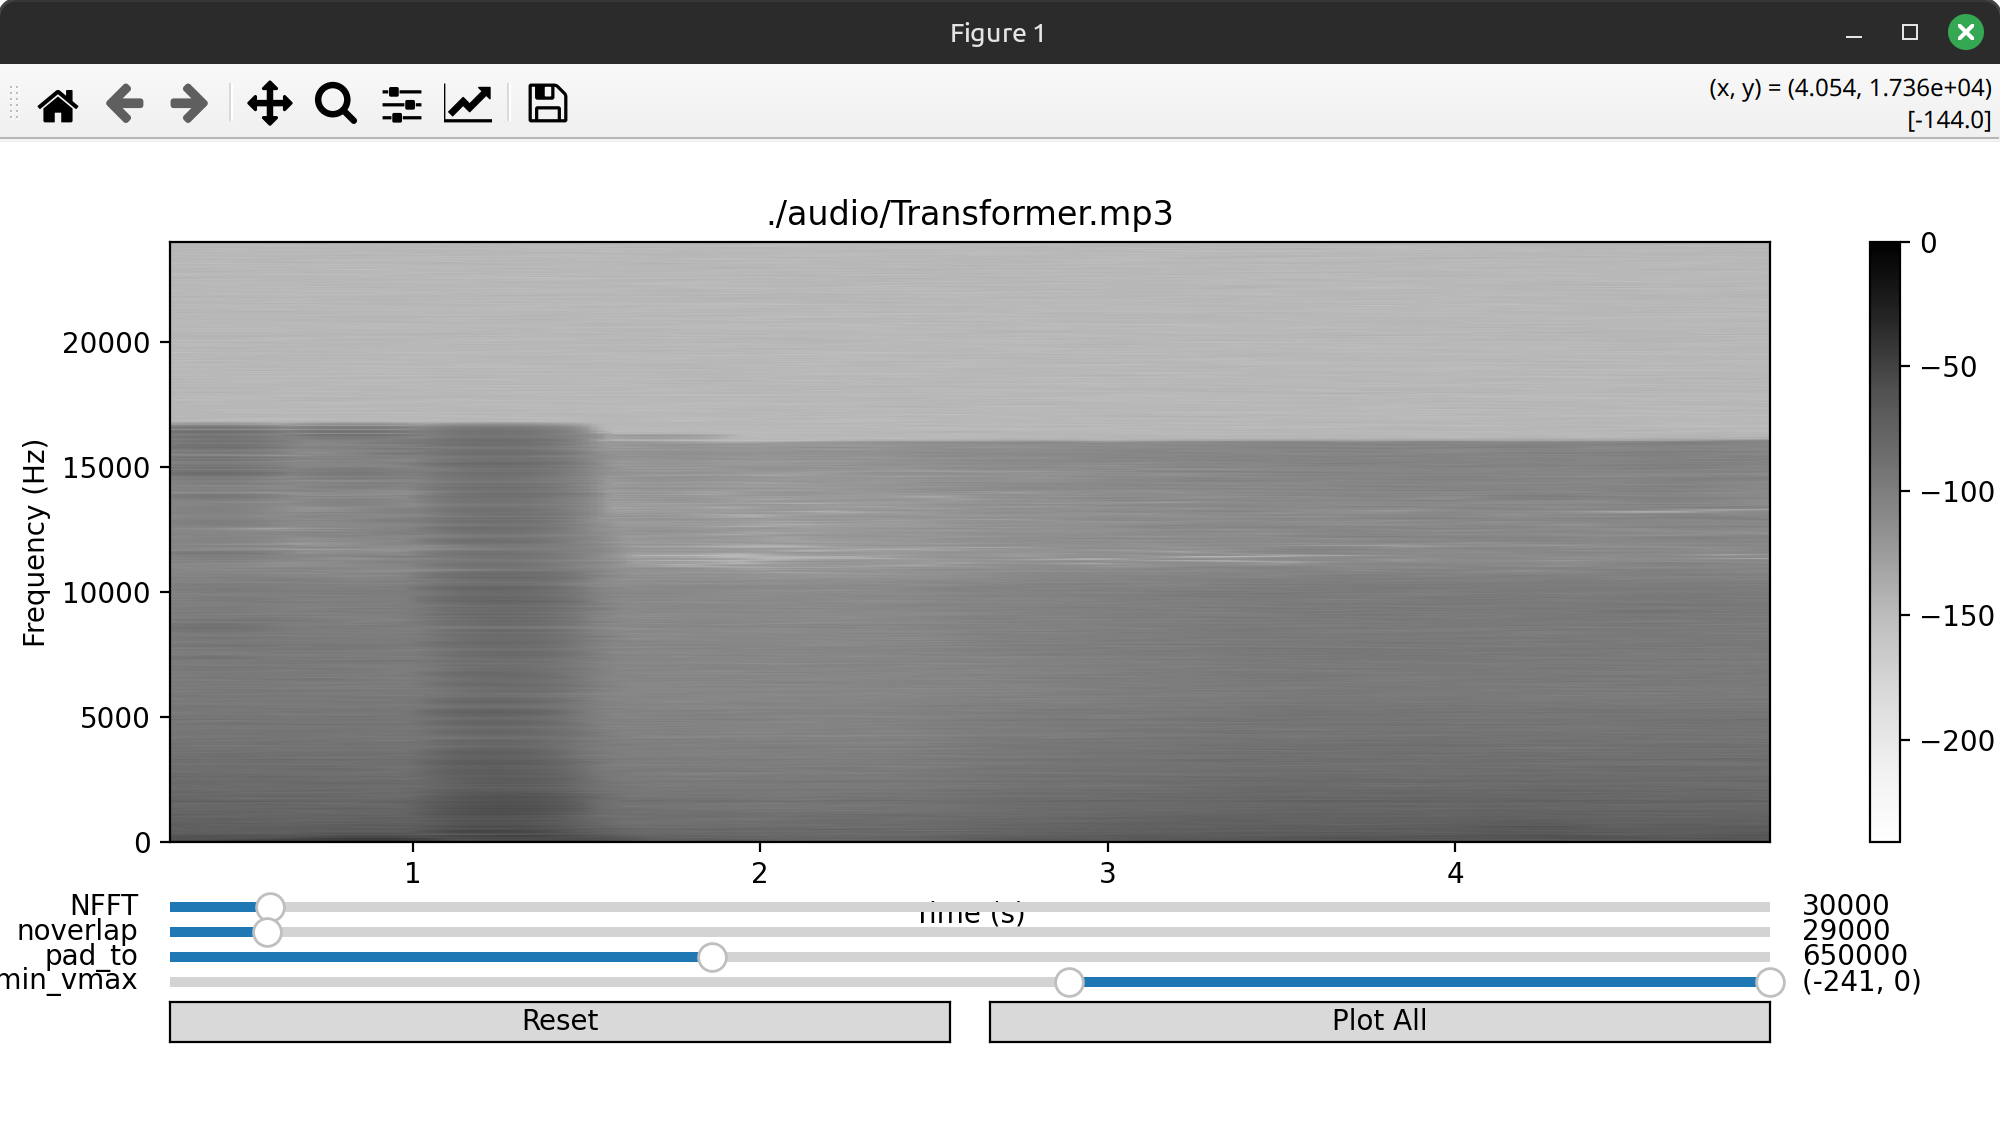 Figure 1
(x, y) = (4.054, 1.736e+04)
[-144.0]
./audio/Transformer.mp3
Frequency (Hz)
20000
15000
10000
5000
0
1
2
3
4
Time (s)
0
−50
−100
−150
−200
NFFT
30000
noverlap
29000
pad_to
650000
min_vmax
(-241, 0)
Reset
Plot All